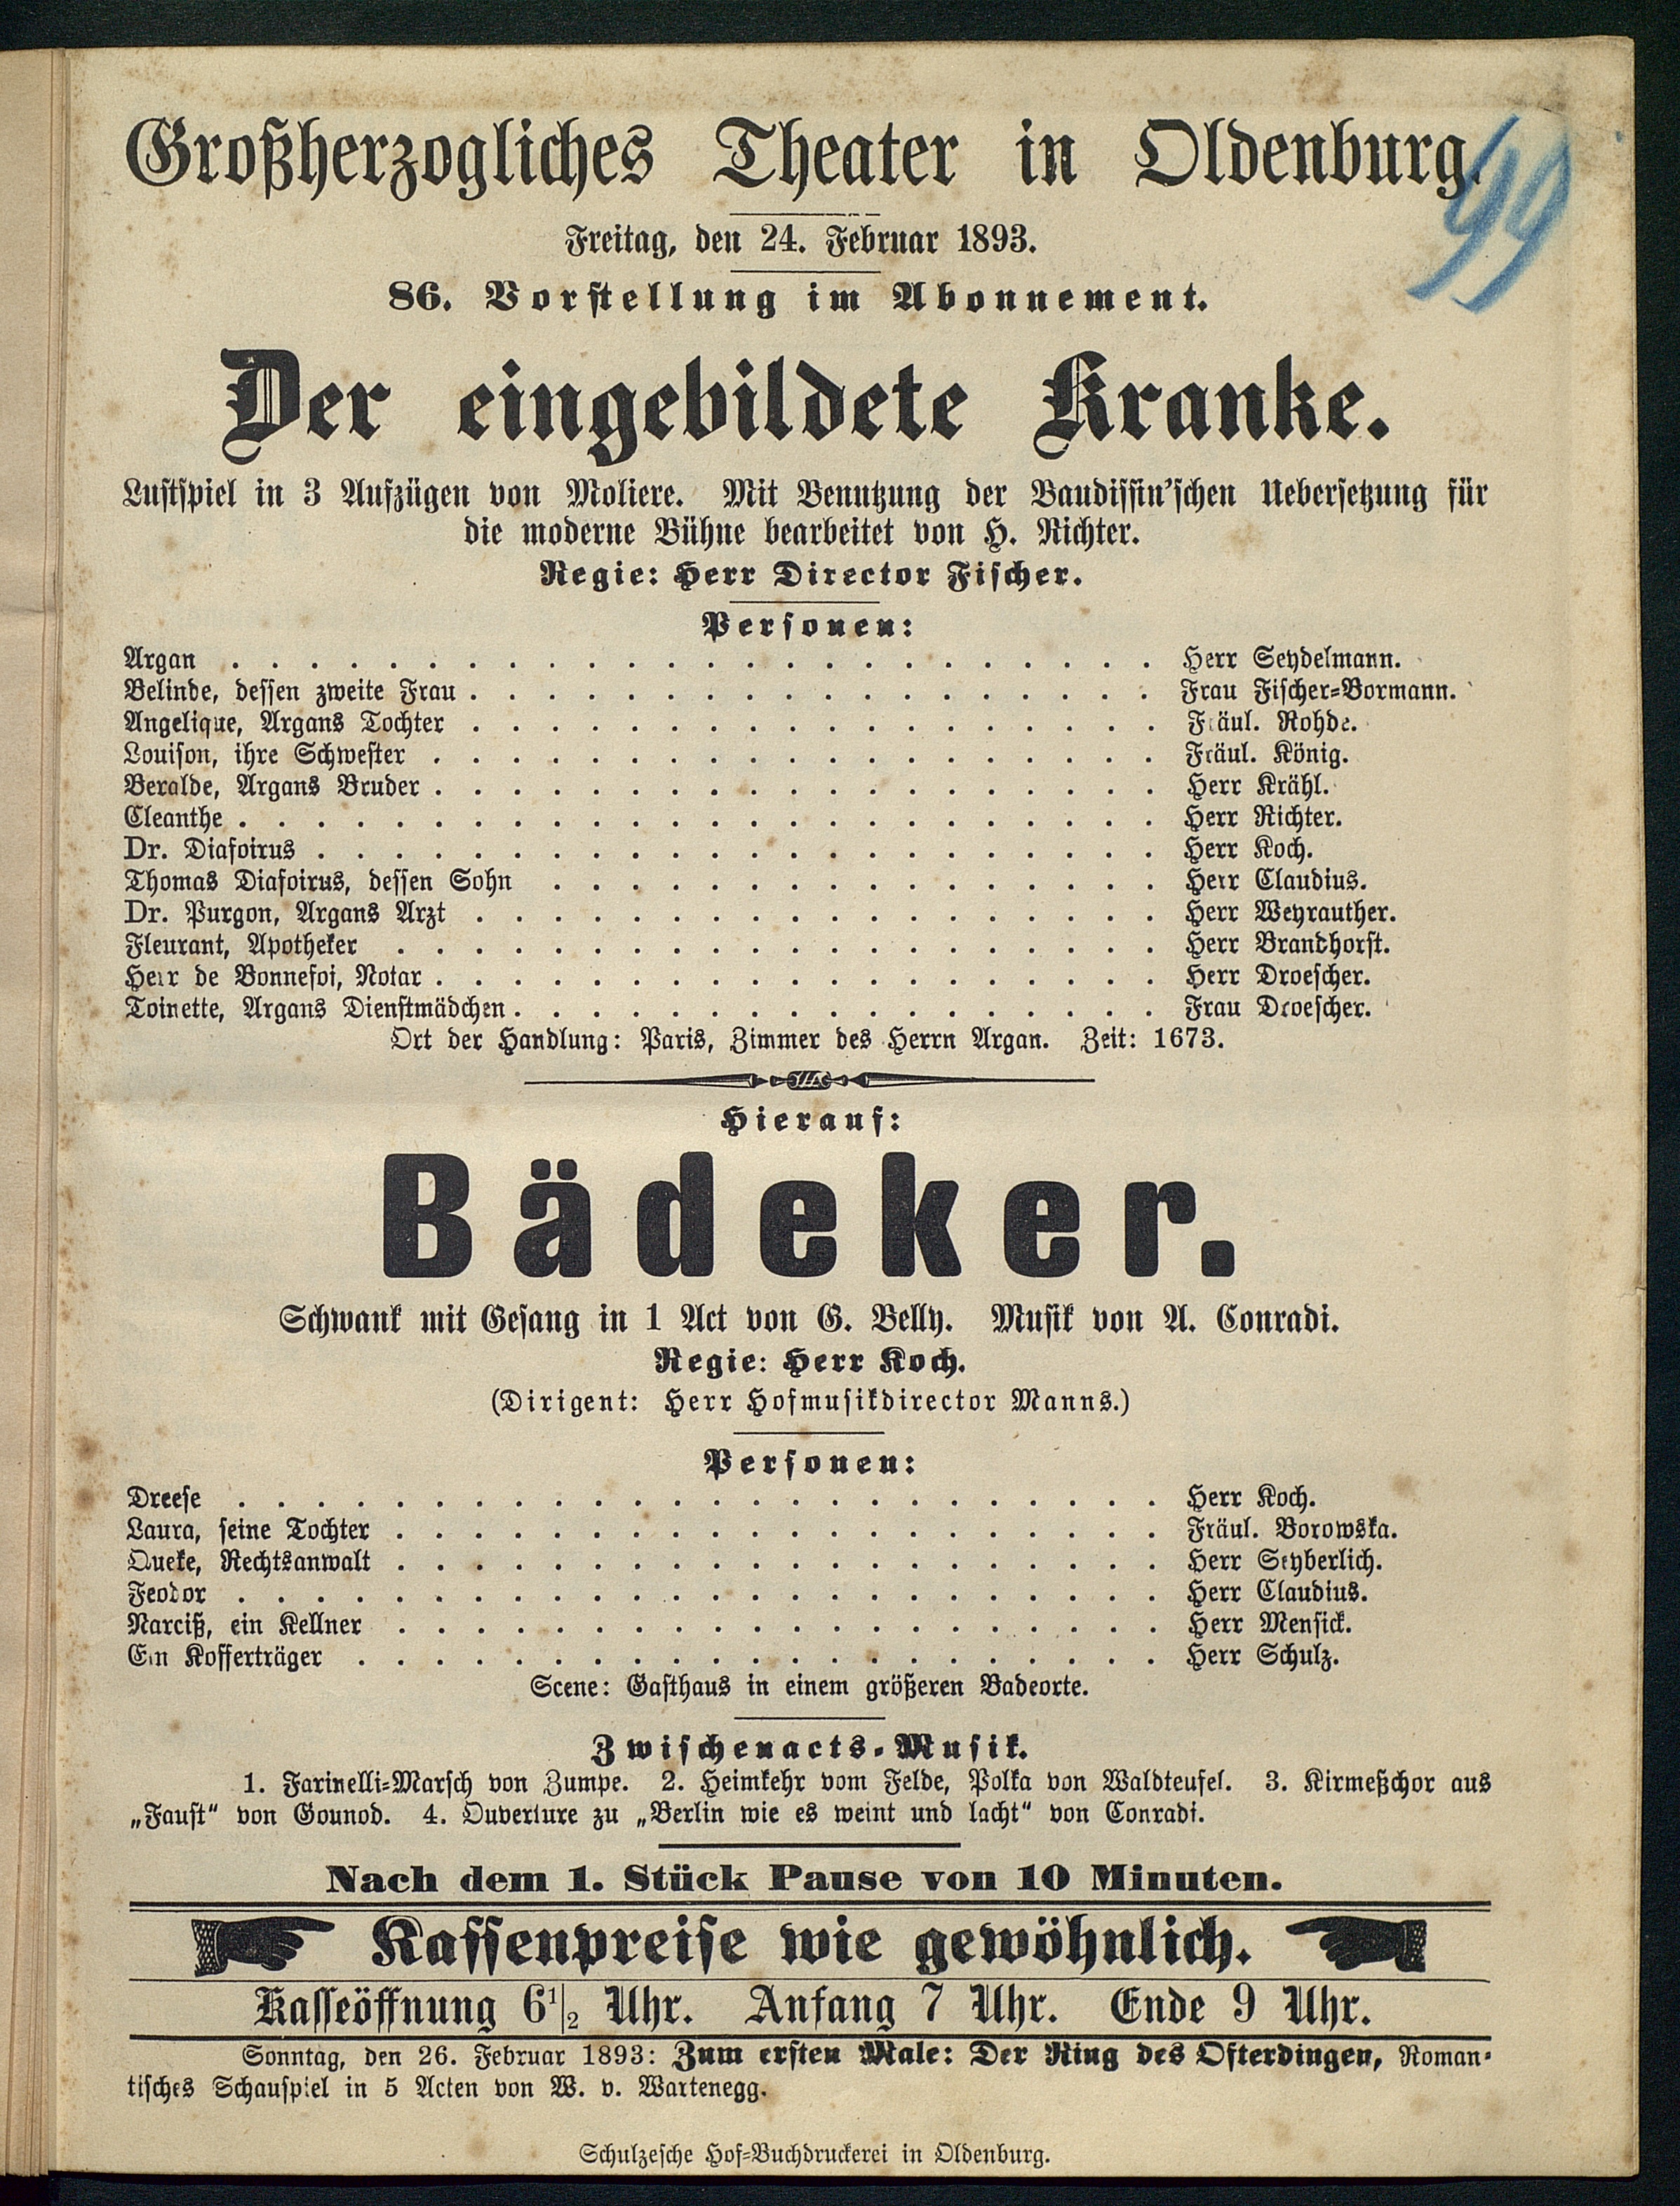 Großherzogliches Theater in Oldenburg.
99
Freitag, den 24. Februar 1893.
86. Vorstellung im Abonnement.
Der eingebildete Kranke.
Lustspiel in 3 Aufzügen von Moliere. Mit Benutzung der Baudissin'schen Uebersetzung für
die moderne Bühne bearbeitet von H. Richter.
Regie: Herr Director Fischer.
Personen:
Argan . . . . . . . . . . Herr Seydelmann.
Belinde, dessen zweite Frau . . . . . . . . . . Frau Fischer=Bormann.
Angelique, Argans Tochter . . . . . . . . . . Fräul. Rohde.
Louison, ihre Schwester . . . . . . . . . . Fräul. König.
Beralde, Argans Bruder . . . . . . . . . . Herr Krähl.
Cleanthe . . . . . . . . . . Herr Richter.
Dr. Diafoirus . . . . . . . . . . Herr Koch.
Thomas Diafoirus, dessen Sohn . . . . . . . . . . Herr Claudius.
Dr. Purgon, Argans Arzt . . . . . . . . . . Herr Weyrauther.
Fleurant, Apotheker . . . . . . . . . . Herr Brandhorst.
Herr de Bonnefoi, Notar . . . . . . . . . . Herr Droescher.
Toinette, Argans Dienstmädchen . . . . . . . . . . Frau Droescher.
Ort der Handlung: Paris, Zimmer des Herrn Argan. Zeit: 1673.
Hierauf:
Bädeker.
Schwank mit Gesang in 1 Act von G. Belly. Musik von A. Conradi.
Regie: Herr Koch.
(Dirigent: Herr Hofmusikdirector Manns.)
Personen:
Dreese . . . . . . . . . . Herr Koch.
Laura, seine Tochter . . . . . . . . . . Fräul. Borowska.
Queke, Rechtsanwalt . . . . . . . . . . Herr Seyberlich.
Feodor . . . . . . . . . . Herr Claudius.
Narciß, ein Kellner . . . . . . . . . . Herr Mensick.
Ein Kofferträger . . . . . . . . . . Herr Schulz.
Scene: Gasthaus in einem größeren Badeorte.
Zwischenacts-Musik.
1. Farinelli=Marsch von Zumpe. 2. Heimkehr vom Felde, Polka von Waldteufel. 3. Kirmeßchor aus
„Faust“ von Gounod. 4. Ouverture zu „Berlin wie es weint und lacht“ von Conradi.
Nach dem 1. Stück Pause von 10 Minuten.
Kassenpreise wie gewöhnlich.
Kasseöffnung 6 1/2 Uhr. Anfang 7 Uhr. Ende 9 Uhr.
Sonntag, den 26. Februar 1893: Zum ersten Male: Der Ring des Ofterdingen, Roman=
tisches Schauspiel in 5 Acten von W. v. Wartenegg.
Schulzesche Hof=Buchdruckerei in Oldenburg.